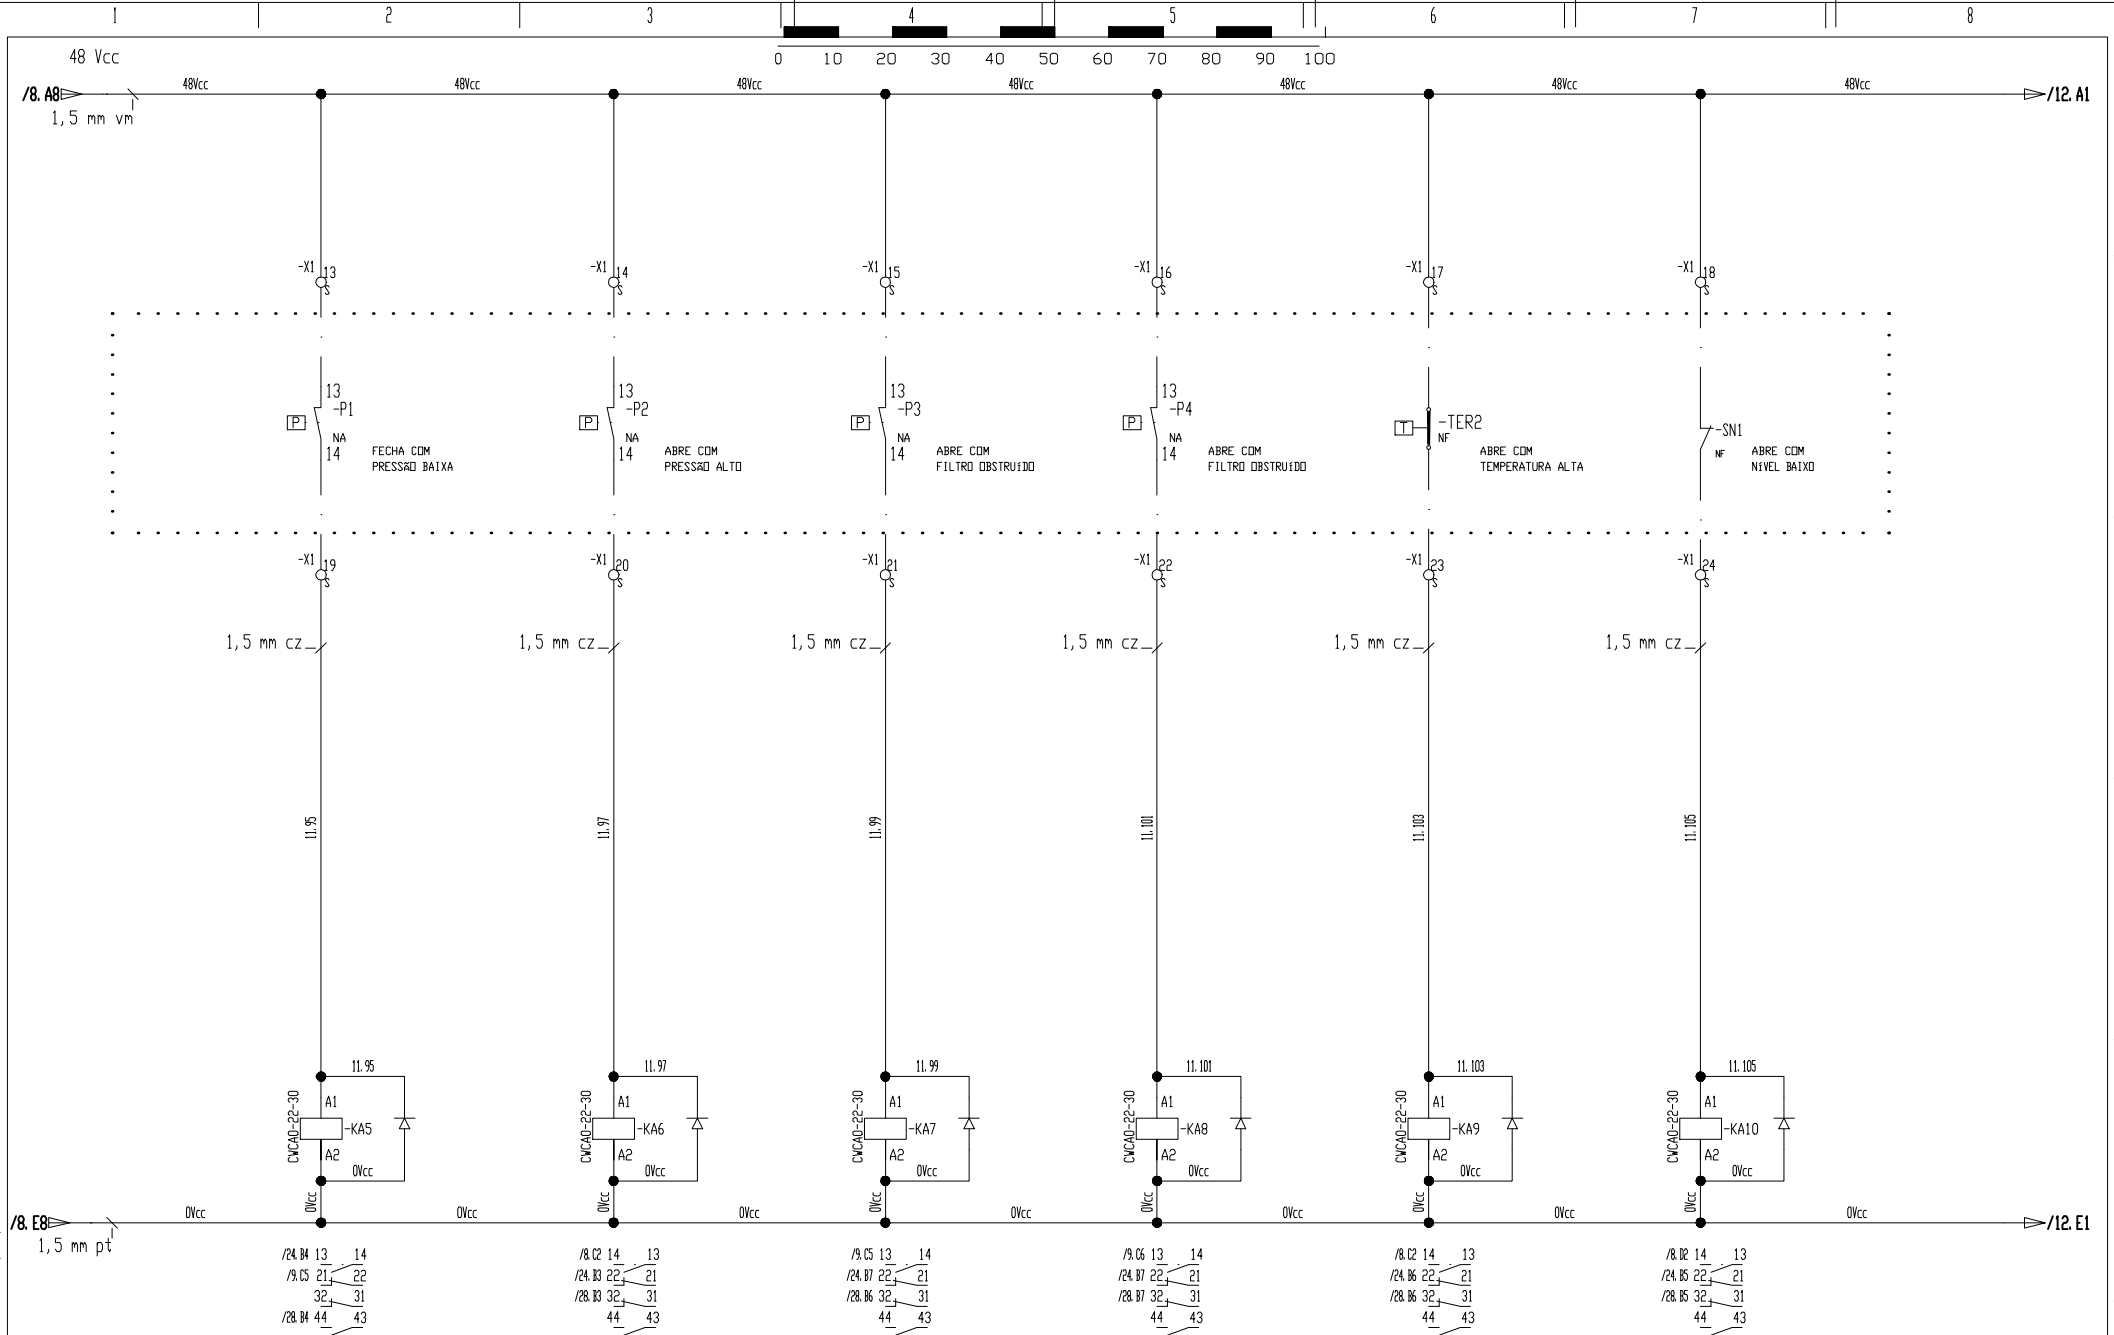 1 2 3 4 5 6 7 8
0 10 20 30 40 50 60 70 80 90 100
48 Vcc
/8. A8 48Vcc 48Vcc 48Vcc 48Vcc 48Vcc 48Vcc 48Vcc /12. A1
1,5 mm vm
-X1 13 S -X1 14 S -X1 15 S -X1 16 S -X1 17 S -X1 18 S
P 13 -P1 NA 14
FECHA COM
PRESSÃO BAIXA
P 13 -P2 NA 14
ABRE COM
PRESSÃO ALTO
P 13 -P3 NA 14
ABRE COM
FILTRO OBSTRUÍDO
P 13 -P4 NA 14
ABRE COM
FILTRO OBSTRUÍDO
T -TER2 NF
ABRE COM
TEMPERATURA ALTA
-SN1 NF
ABRE COM
NÍVEL BAIXO
-X1 19 S -X1 20 S -X1 21 S -X1 22 S -X1 23 S -X1 24 S
1,5 mm cz 1,5 mm cz 1,5 mm cz 1,5 mm cz 1,5 mm cz 1,5 mm cz
11.95 11.97 11.99 11.101 11.103 11.105
11.95 11.97 11.99 11.101 11.103 11.105
A1 A1 A1 A1 A1 A1
CWCA0-22-30 -KA5 CWCA0-22-30 -KA6 CWCA0-22-30 -KA7 CWCA0-22-30 -KA8 CWCA0-22-30 -KA9 CWCA0-22-30 -KA10
A2 A2 A2 A2 A2 A2
0Vcc 0Vcc 0Vcc 0Vcc 0Vcc 0Vcc
0Vcc 0Vcc 0Vcc 0Vcc 0Vcc 0Vcc
/8. E8 0Vcc 0Vcc 0Vcc 0Vcc 0Vcc 0Vcc 0Vcc /12. E1
1,5 mm pt
/24. B4 13 14 /8. C2 14 13 /9. C5 13 14 /9. C6 13 14 /8. C2 14 13 /8. D2 14 13
/9. C5 21 22 /24. B3 22 21 /24. B7 22 21 /24. B7 22 21 /24. B6 22 21 /24. B5 22 21
32 31 /28. B3 32 31 /28. B6 32 31 /28. B7 32 31 /28. B6 32 31 /28. B5 32 31
/28. B4 44 43 44 43 44 43 44 43 44 43 44 43